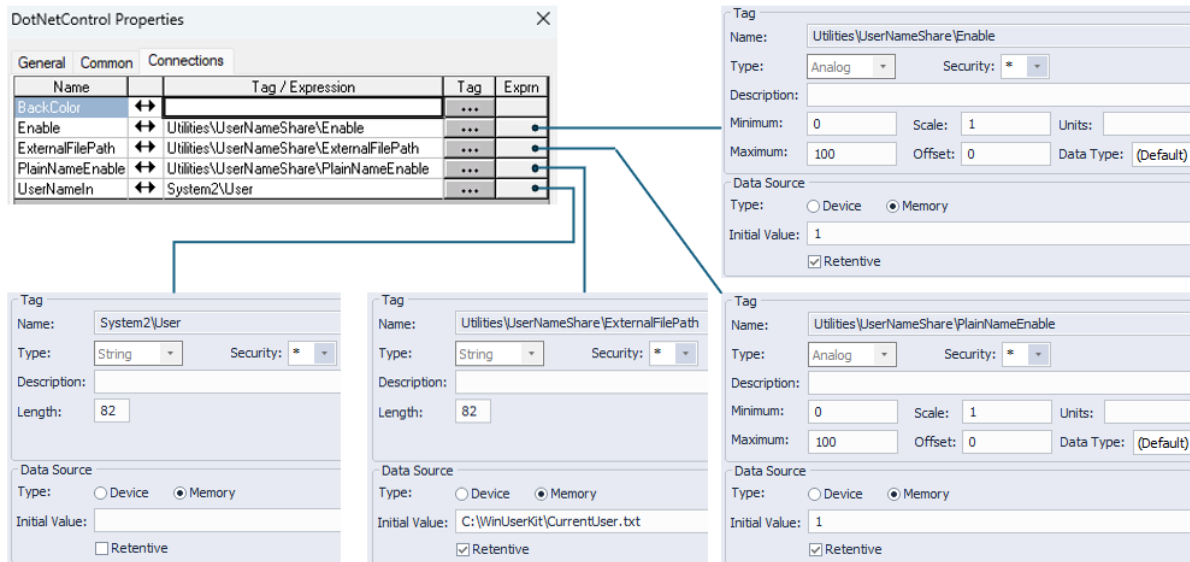 DotNetControl Properties
General Common Connections
Name Tag / Expression Tag Exprn
BackColor ...
Enable Utilities\UserNameShare\Enable ...
ExternalFilePath Utilities\UserNameShare\ExternalFilePath ...
PlainNameEnable Utilities\UserNameShare\PlainNameEnable ...
UserNameIn System2\User ...
Tag
Name: Utilities\UserNameShare\Enable
Type: Analog Security: *
Description:
Minimum: 0 Scale: 1 Units:
Maximum: 100 Offset: 0 Data Type: (Default)
Data Source
Type: Device Memory
Initial Value: 1
Retentive
Tag
Name: System2\User
Type: String Security: *
Description:
Length: 82
Data Source
Type: Device Memory
Initial Value:
Retentive
Tag
Name: Utilities\UserNameShare\ExternalFilePath
Type: String Security: *
Description:
Length: 82
Data Source
Type: Device Memory
Initial Value: C:\WinUserKit\CurrentUser.txt
Retentive
Tag
Name: Utilities\UserNameShare\PlainNameEnable
Type: Analog Security: *
Description:
Minimum: 0 Scale: 1 Units:
Maximum: 100 Offset: 0 Data Type: (Default)
Data Source
Type: Device Memory
Initial Value: 1
Retentive